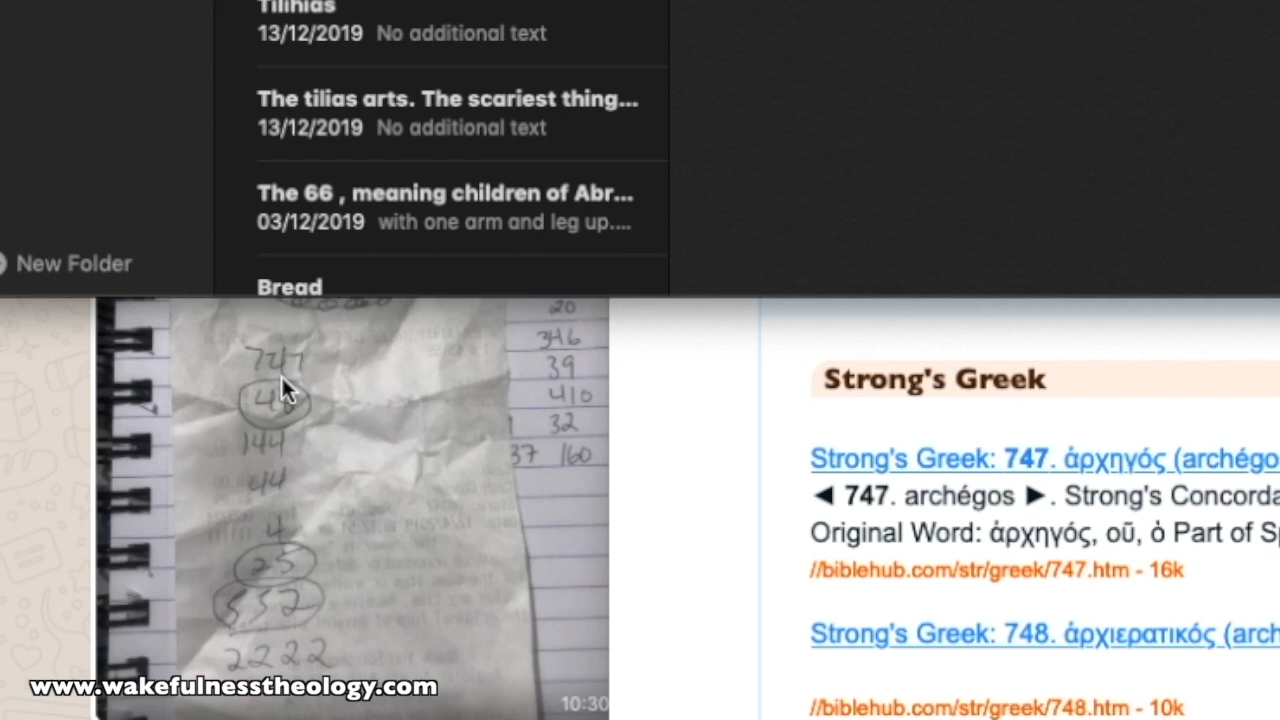 Tilihias
13/12/2019 No additional text
The tilias arts. The scariest thing...
13/12/2019 No additional text
The 66 , meaning children of Abr...
03/12/2019 with one arm and leg up....
New Folder
Bread
747
144
44
4
25
2222
20
346
39
410
32
37 160
10:30
Strong's Greek
Strong's Greek: 747. ἀρχηγός (archégo
◄ 747. archégos ►. Strong's Concorda
Original Word: ἀρχηγός, οῦ, ὁ Part of S
//biblehub.com/str/greek/747.htm - 16k
Strong's Greek: 748. ἀρχιερατικός (arch
//biblehub.com/str/greek/748.htm - 10k
www.wakefulnesstheology.com